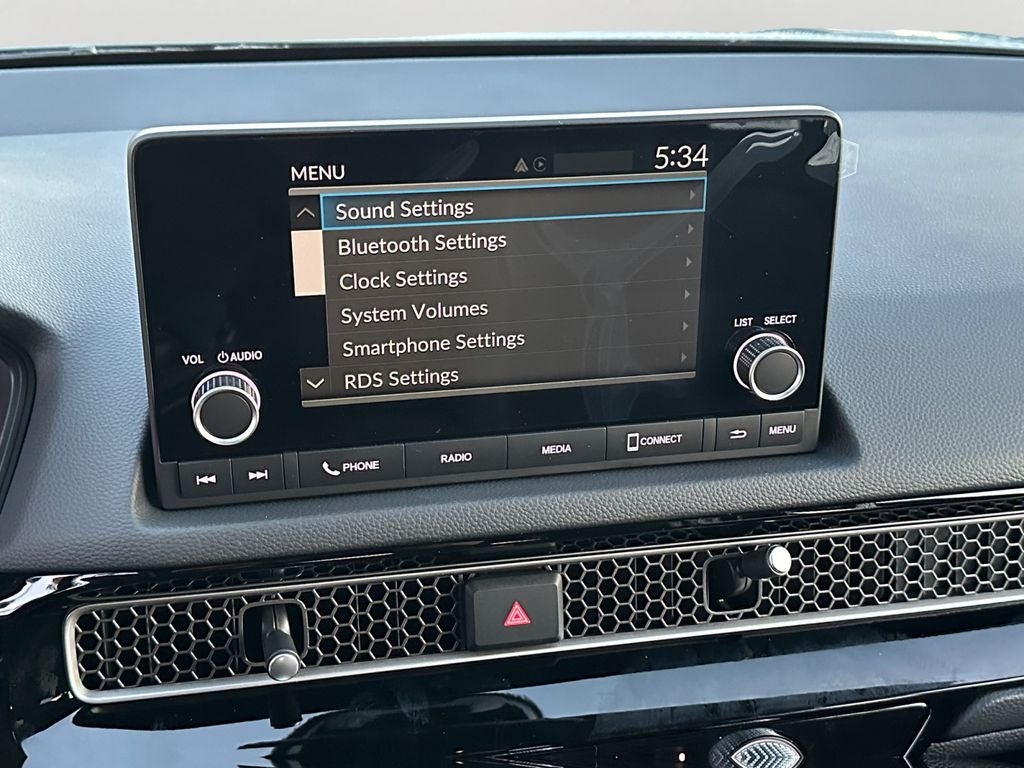 MENU 5:34
Sound Settings
Bluetooth Settings
Clock Settings
System Volumes
Smartphone Settings
RDS Settings
VOL AUDIO
LIST SELECT
PHONE RADIO MEDIA CONNECT MENU